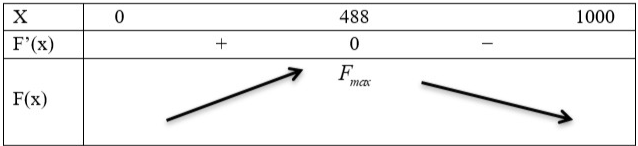 X 0 488 1000
F’(x) + 0 −
F(x) Fmax